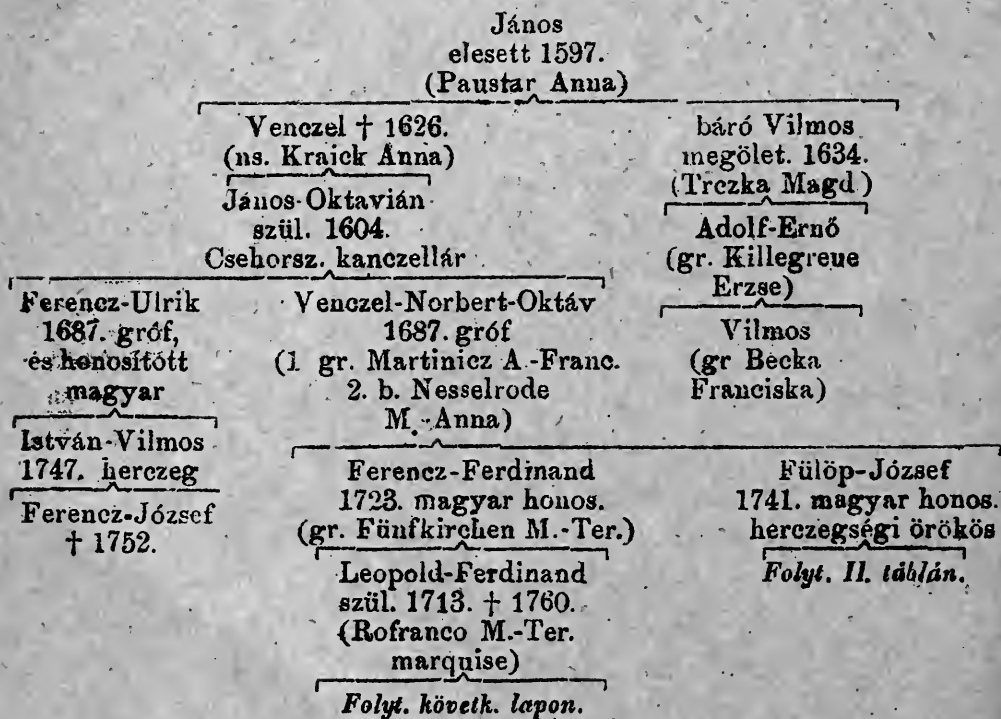 János
elesett 1597.
(Paustar Anna)
Venczel † 1626.
(ns. Kraick Anna)
János-Oktavián
szül. 1604.
Csehorsz. kanczellár
báró Vilmos
megölet. 1634.
(Trczka Magd)
Adolf-Ernő
(gr. Killegreue
Erzse)
Vilmos
(gr Becka
Franciska)
Ferencz-Ulrik
1687. gróf,
és honosított
magyar
István-Vilmos
1747. herczeg
Ferencz-József
† 1752.
Venczel-Norbert-Oktáv
1687. gróf
(1 gr. Martinicz A.-Franc.
2. b. Nesselrode
M.-Anna)
Ferencz-Ferdinand
1723. magyar honos.
(gr. Fünfkirchen M.-Ter.)
Leopold-Ferdinand
szül. 1713. † 1760.
(Rofranco M.-Ter.
marquise)
Folyt. követk. lapon.
Fülöp-József
1741. magyar honos.
herczegségi örökös
Folyt. II. táblán.